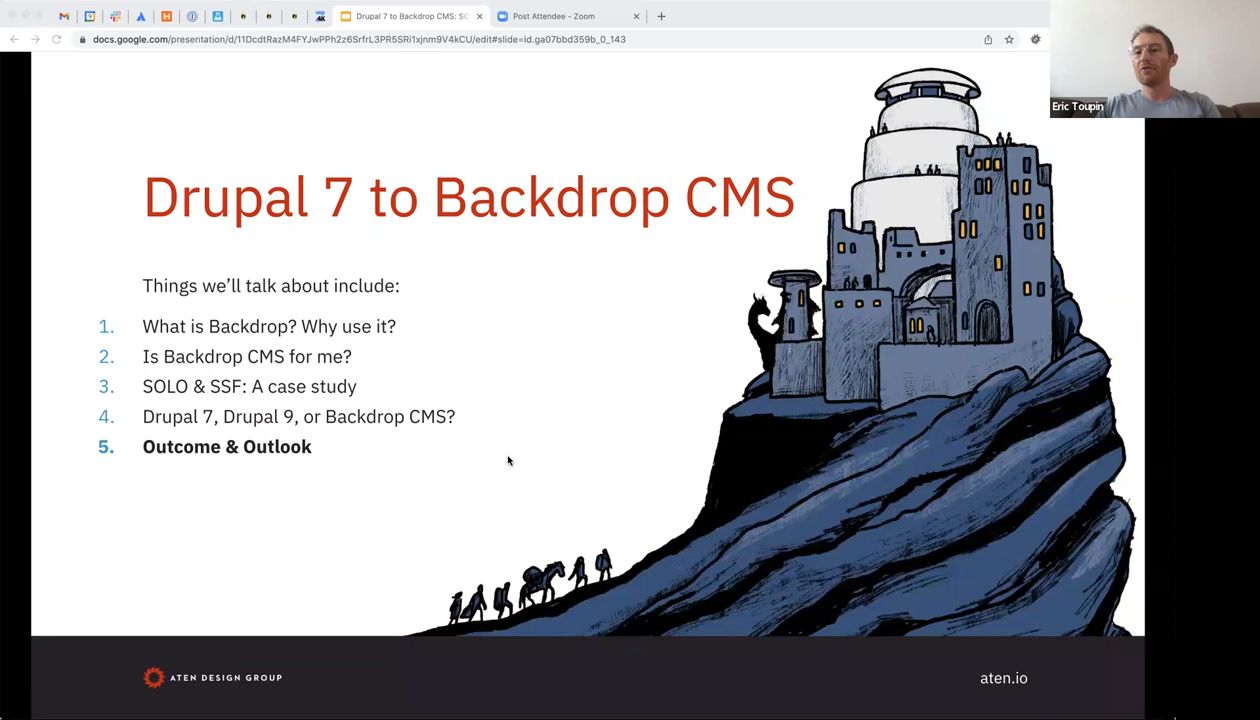 Drupal 7 to Backdrop CMS: SC
Post Attendee - Zoom
docs.google.com/presentation/d/11DcdtRazM4FYJwPPh2z6SrfrL3PR5SRi1xjnm9V4kCU/edit#slide=id.ga07bbd359b_0_143
Eric Toupin
Drupal 7 to Backdrop CMS
Things we'll talk about include:
1. What is Backdrop? Why use it?
2. Is Backdrop CMS for me?
3. SOLO & SSF: A case study
4. Drupal 7, Drupal 9, or Backdrop CMS?
5. Outcome & Outlook
ATEN DESIGN GROUP
aten.io